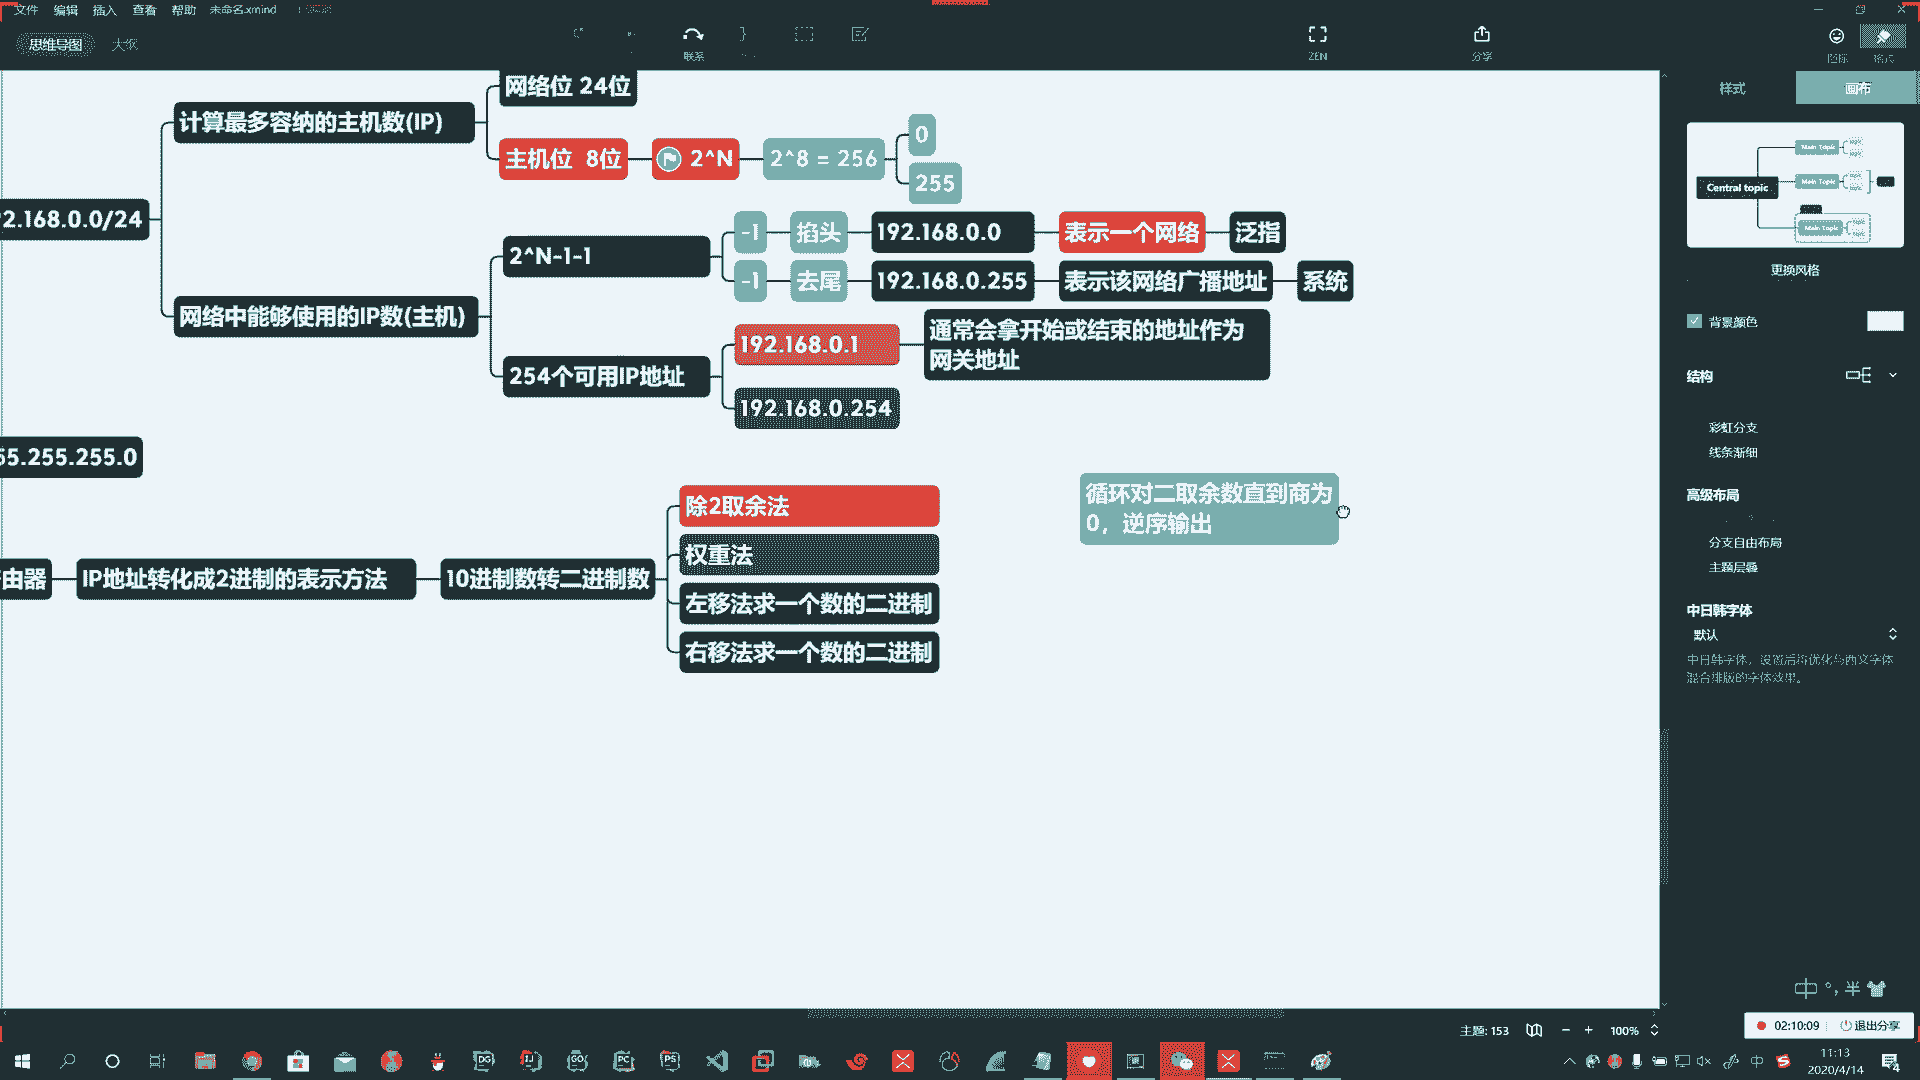 文件 编辑 插入 查看 帮助 未命名.xmind
思维导图 大纲
联系 ZEN 分享 图标 格式
样式 画布
网络位 24位
计算最多容纳的主机数(IP)
主机位 8位 2^N 2^8 = 256 0
255
2.168.0.0/24
2^N-1-1
-1 掐头 192.168.0.0 表示一个网络 泛指
-1 去尾 192.168.0.255 表示该网络广播地址 系统
网络中能够使用的IP数(主机)
254个可用IP地址
192.168.0.1
通常会拿开始或结束的地址作为
网关地址
192.168.0.254
55.255.255.0
由器 IP地址转化成2进制的表示方法 10进制数转二进制数
除2取余法
权重法
左移法求一个数的二进制
右移法求一个数的二进制
循环对二取余数直到商为
0，逆序输出
Central topic
Main Topic
Main Topic
Main Topic
更换风格
背景颜色
结构
彩虹分支
线条渐细
高级布局
分支自由布局
主题层叠
中日韩字体
默认
中日韩字体，设置后将优化与西文字体
混合排版的字体效果。
中 °, 半
主题: 153 100%
02:10:09 退出分享
DG IJ GO PC PS
中
11:13
2020/4/14